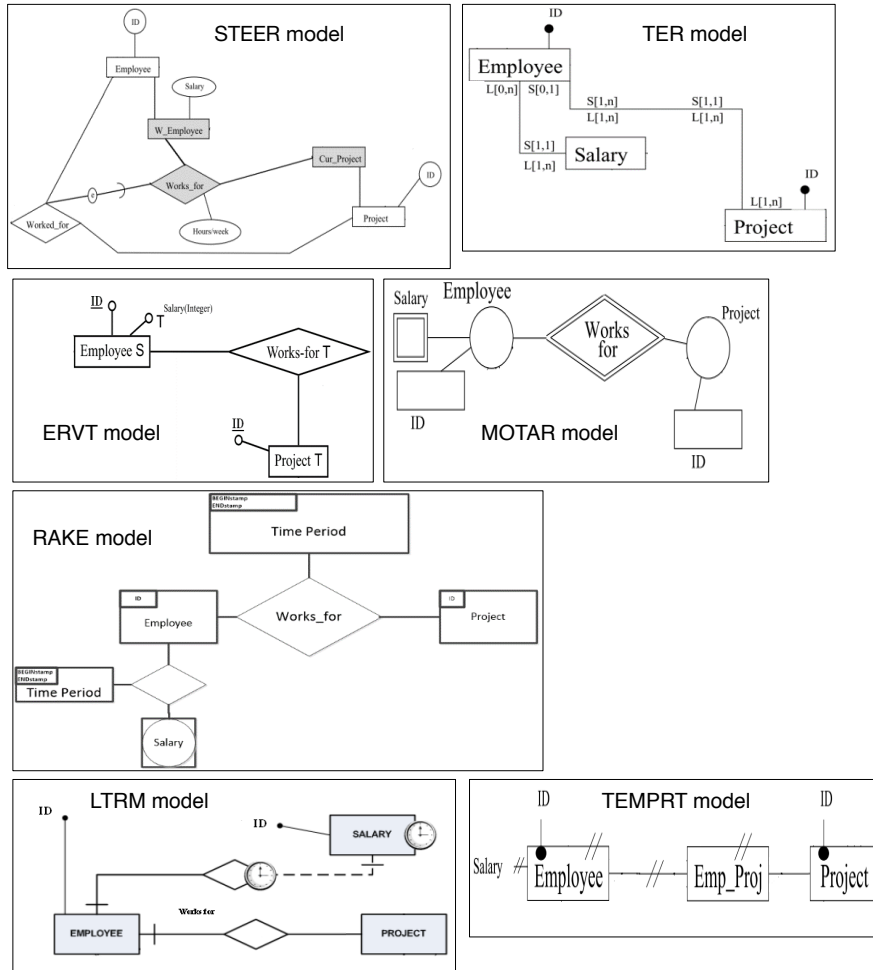 STEER model
ID
Employee
Salary
W_Employee
Cur_Project
ID
e
Works_for
Worked_for
Project
Hours/week
TER model
ID
Employee
L[0,n] S[0,1]
S[1,n] S[1,1]
L[1,n] L[1,n]
S[1,1]
L[1,n]
Salary
ID
L[1,n]
Project
ERVT model
ID
Salary(Integer)
T
Employee S
Works-for T
ID
Project T
MOTAR model
Salary
Employee
Project
Works
for
ID
ID
RAKE model
BEGINstamp
ENDstamp
Time Period
ID
Employee
Works_for
ID
Project
BEGINstamp
ENDstamp
Time Period
Salary
LTRM model
ID
ID
SALARY
Works for
EMPLOYEE
PROJECT
TEMPRT model
ID
ID
Salary
Employee
Emp_Proj
Project